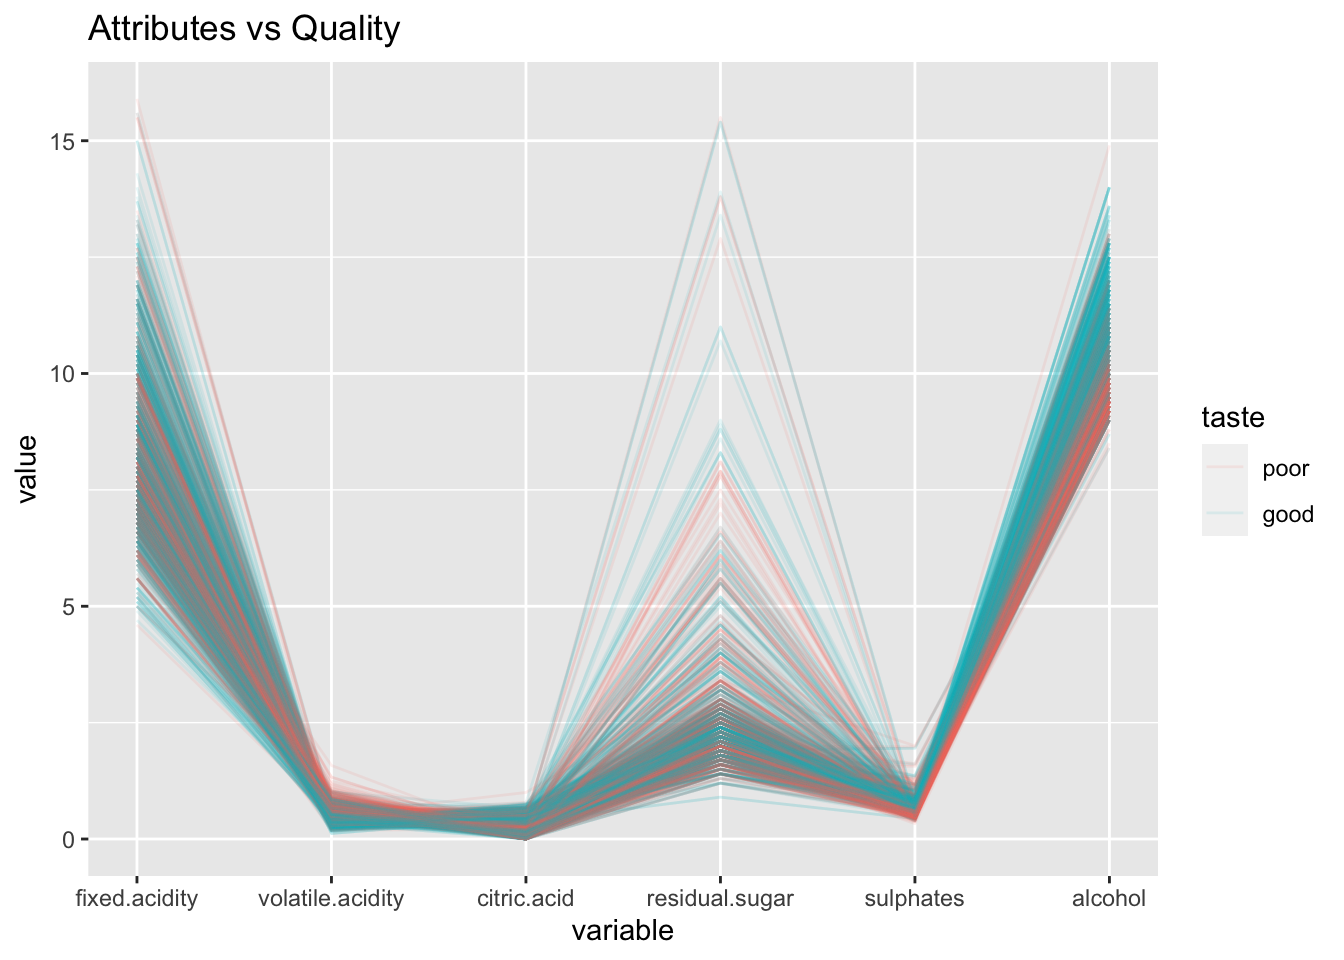 Attributes vs Quality
15
10
5
0
value
fixed.acidity
volatile.acidity
citric.acid
residual.sugar
sulphates
alcohol
variable
taste
poor
good